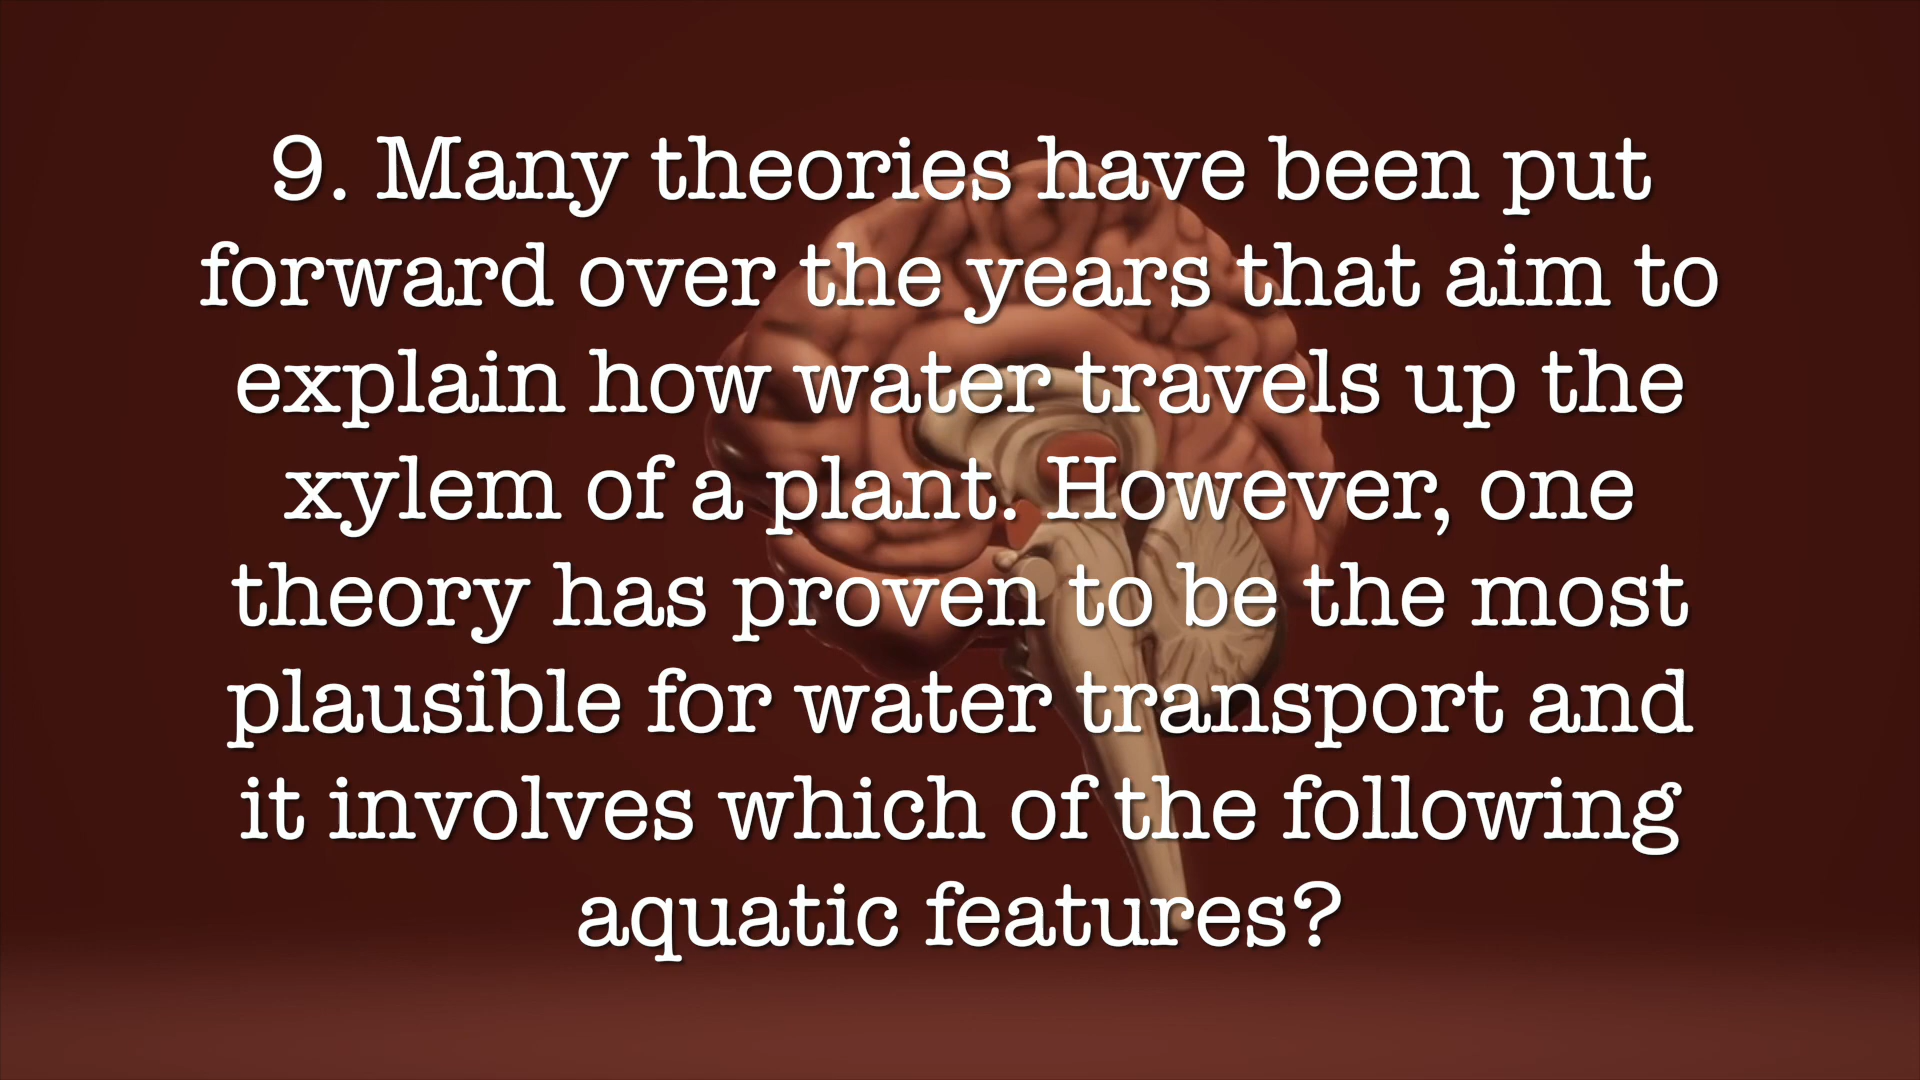 9. Many theories have been put
forward over the years that aim to
explain how water travels up the
xylem of a plant. However, one
theory has proven to be the most
plausible for water transport and
it involves which of the following
aquatic features?